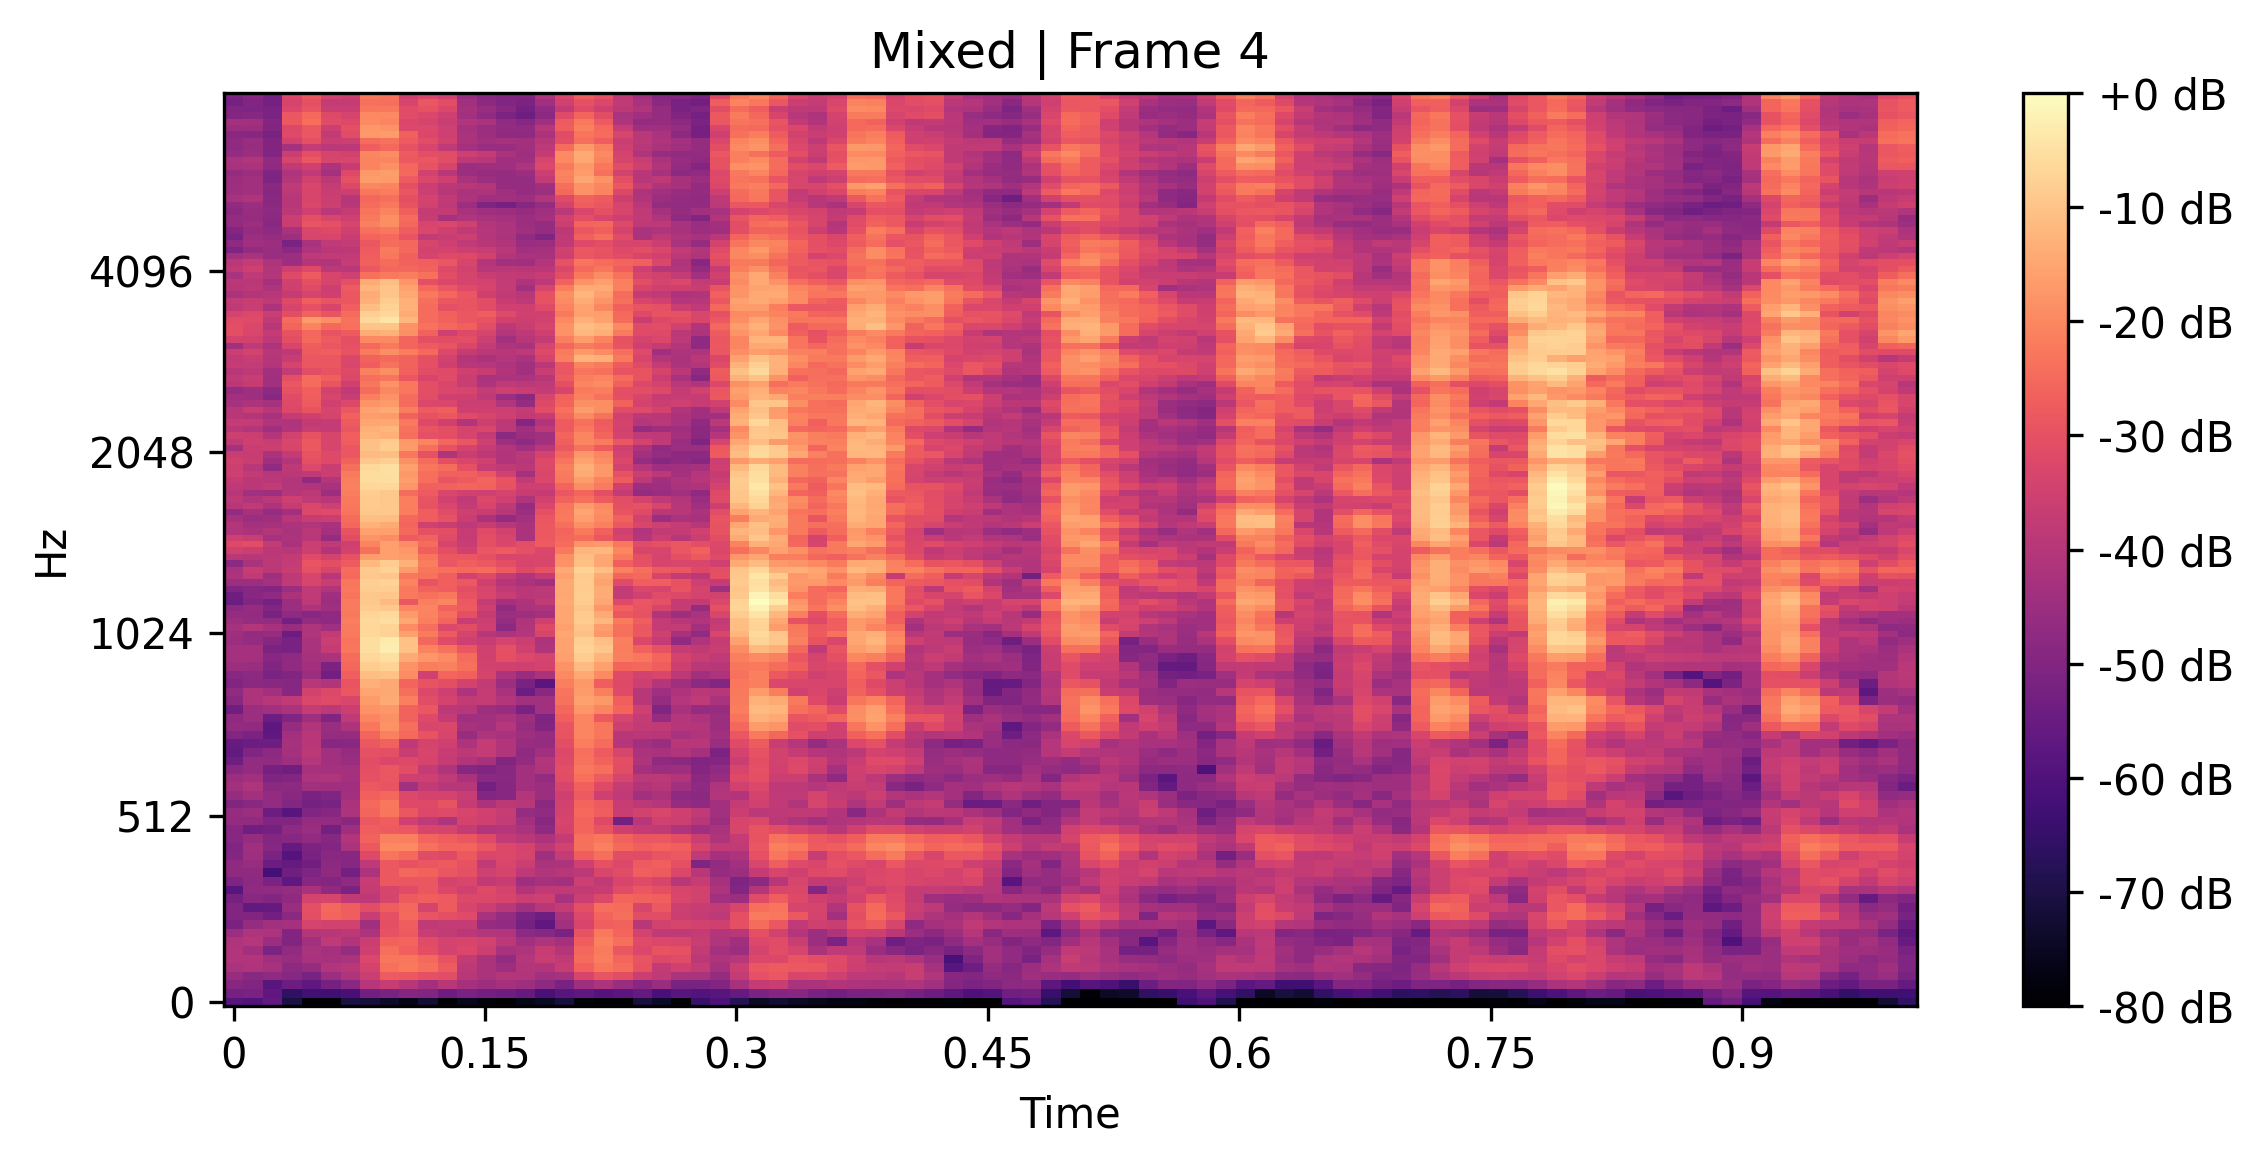 Mixed | Frame 4
+0 dB
-10 dB
-20 dB
-30 dB
-40 dB
-50 dB
-60 dB
-70 dB
-80 dB
4096
2048
1024
512
0
Hz
0 0.15 0.3 0.45 0.6 0.75 0.9
Time